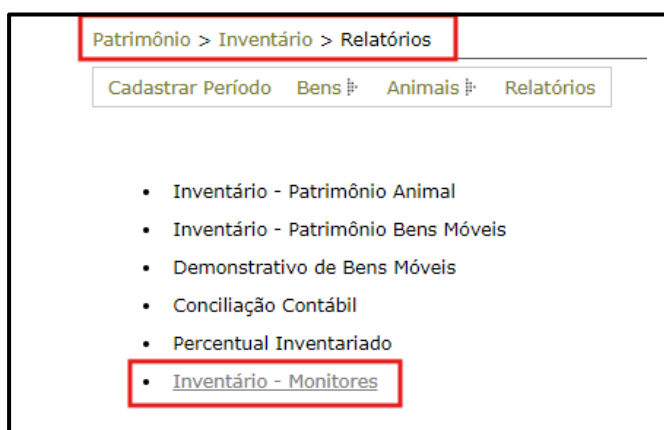 Patrimônio > Inventário > Relatórios
Cadastrar Período Bens Animais Relatórios
• Inventário - Patrimônio Animal
• Inventário - Patrimônio Bens Móveis
• Demonstrativo de Bens Móveis
• Conciliação Contábil
• Percentual Inventariado
• Inventário - Monitores